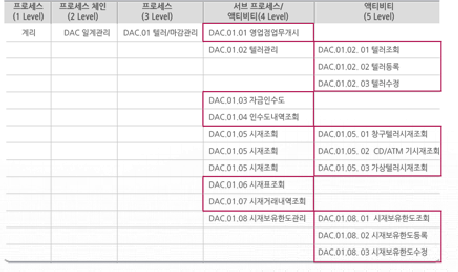 프로세스 프로세스 체인 프로세스 서브 프로세스/ 액티비티
(1 Level) (2 Level) (3 Level) 액티비티(4 Level) (5 Level)
계리 DAC 일계관리 DAC.01 텔러/마감관리 DAC.01.01 영업점업무개시
DAC.01.02 텔러관리 DAC.01.02. 01 텔러조회
DAC.01.02. 02 텔러등록
DAC.01.02. 03 텔러수정
DAC.01.03 자금인수도
DAC.01.04 인수도내역조회
DAC.01.05 시재조회 DAC.01.05. 01 창구텔러시재조회
DAC.01.05 시재조회 DAC.01.05. 02 CD/ATM 기시재조회
DAC.01.05 시재조회 DAC.01.05. 03 가상텔러시재조회
DAC.01.06 시재표조회
DAC.01.07 시재거래내역조회
DAC.01.08 시재보유한도관리 DAC.01.08. 01 시재보유한도조회
DAC.01.08. 02 시재보유한도등록
DAC.01.08. 03 시재보유한도수정